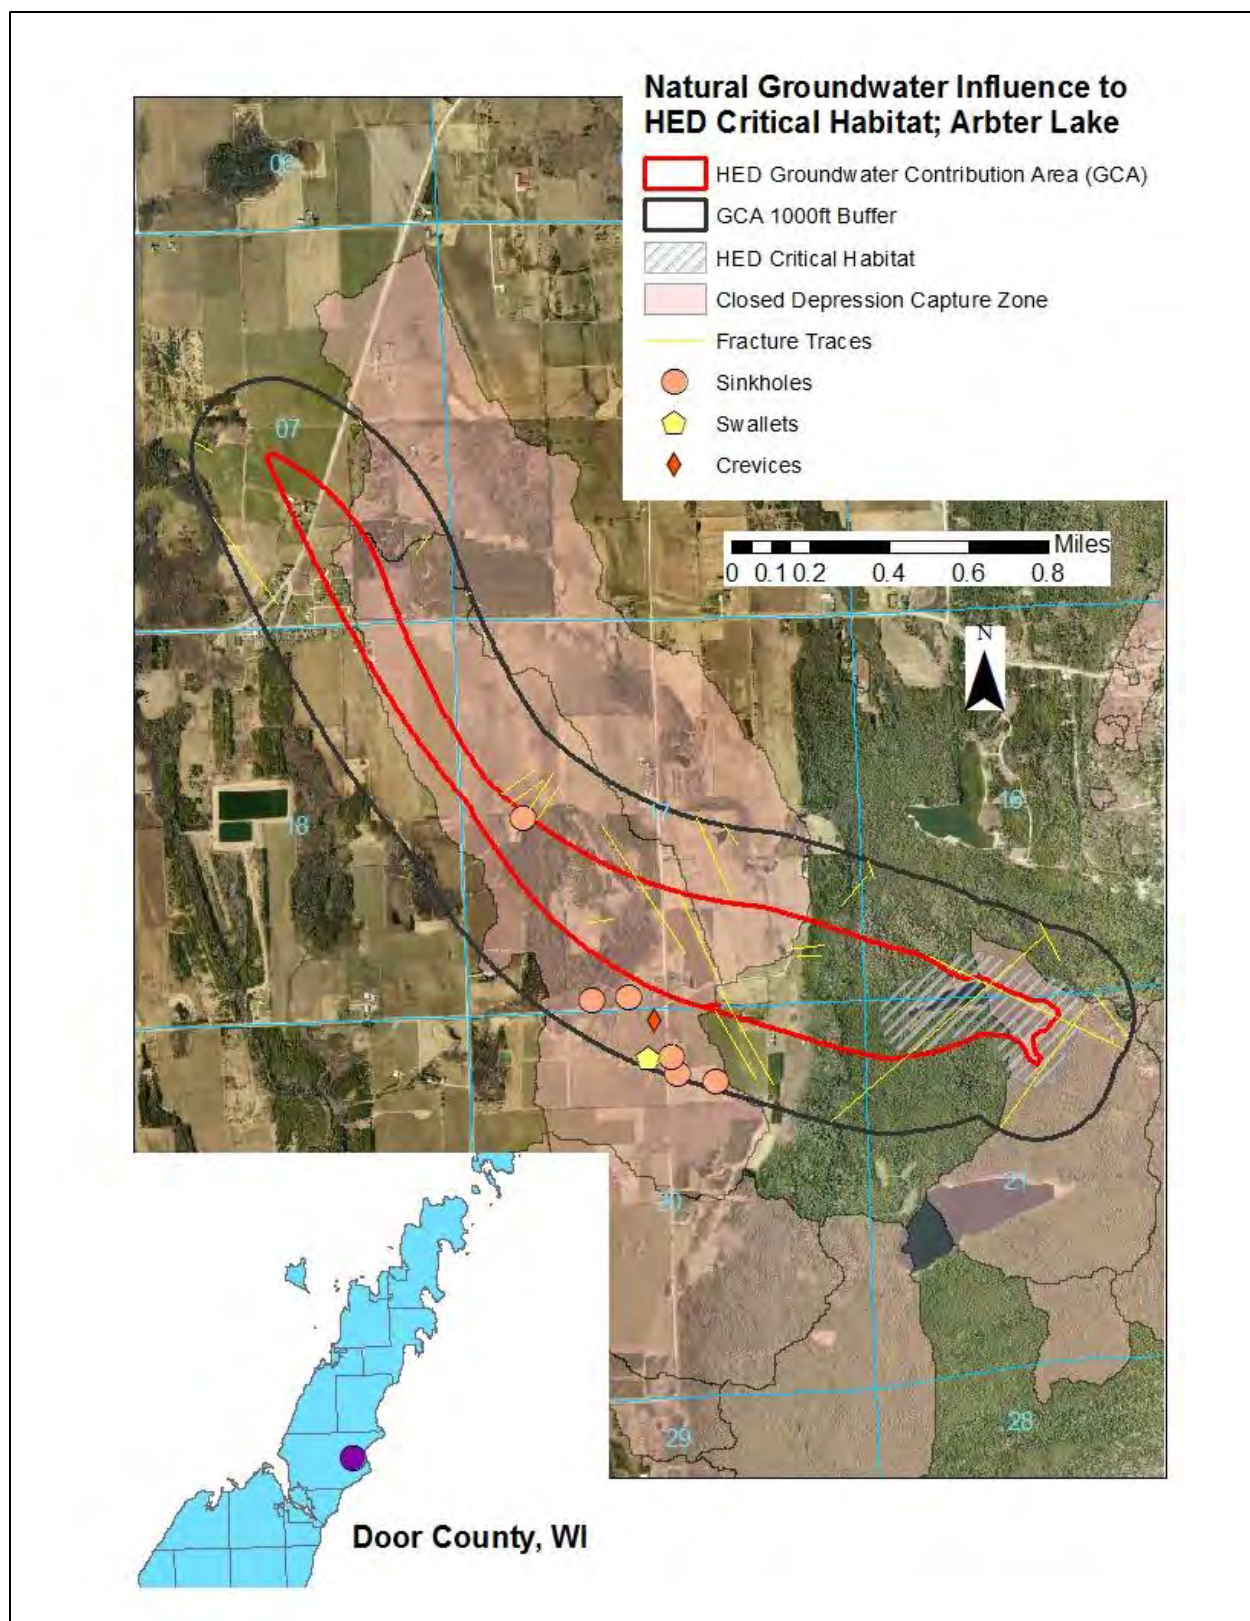 Natural Groundwater Influence to
HED Critical Habitat; Arbter Lake
HED Groundwater Contribution Area (GCA)
GCA 1000ft Buffer
HED Critical Habitat
Closed Depression Capture Zone
Fracture Traces
Sinkholes
Swallets
Crevices
Miles
0 0.1 0.2 0.4 0.6 0.8
N
07
18
17
16
20
21
29
28
Door County, WI